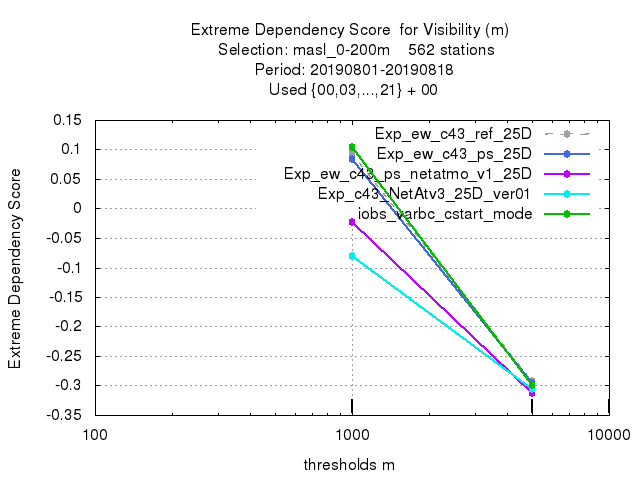 Extreme Dependency Score  for Visibility (m)
Selection: masl_0-200m    562 stations
Period: 20190801-20190818
Used {00,03,...,21} + 00
Extreme Dependency Score
0.15
0.1
0.05
0
-0.05
-0.1
-0.15
-0.2
-0.25
-0.3
-0.35
Exp_ew_c43_ref_25D
Exp_ew_c43_ps_25D
Exp_ew_c43_ps_netatmo_v1_25D
Exp_c43_NetAtv3_25D_ver01
iobs_varbc_cstart_mode
100
1000
10000
thresholds m